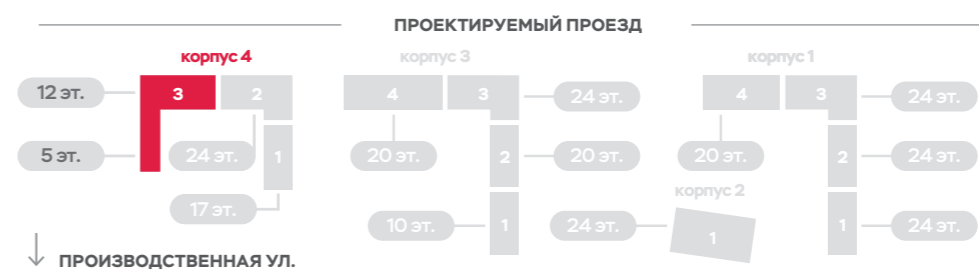 ПРОЕКТИРУЕМЫЙ ПРОЕЗД
корпус 4
корпус 3
корпус 1
12 эт.
3
2
4
3
24 эт.
4
3
24 эт.
5 эт.
24 эт.
1
20 эт.
2
20 эт.
20 эт.
2
24 эт.
корпус 2
17 эт.
10 эт.
1
24 эт.
1
1
24 эт.
ПРОИЗВОДСТВЕННАЯ УЛ.